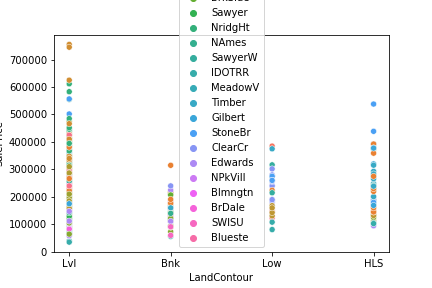 Sawyer
NridgHt
NAmes
SawyerW
IDOTRR
MeadowV
Timber
Gilbert
StoneBr
ClearCr
Edwards
NPkVill
Blmngtn
BrDale
SWISU
Blueste
700000
600000
500000
400000
300000
200000
100000
0
Lvl Bnk Low HLS
LandContour